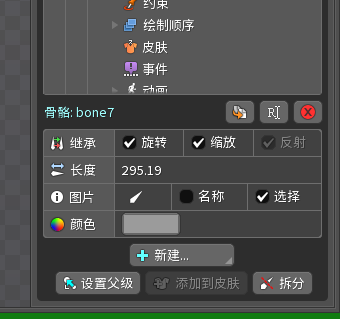 约束
绘制顺序
皮肤
事件
动画
骨骼: bone7
继承 旋转 缩放 反射
长度 295.19
图片 名称 选择
颜色
新建...
设置父级 添加到皮肤 拆分